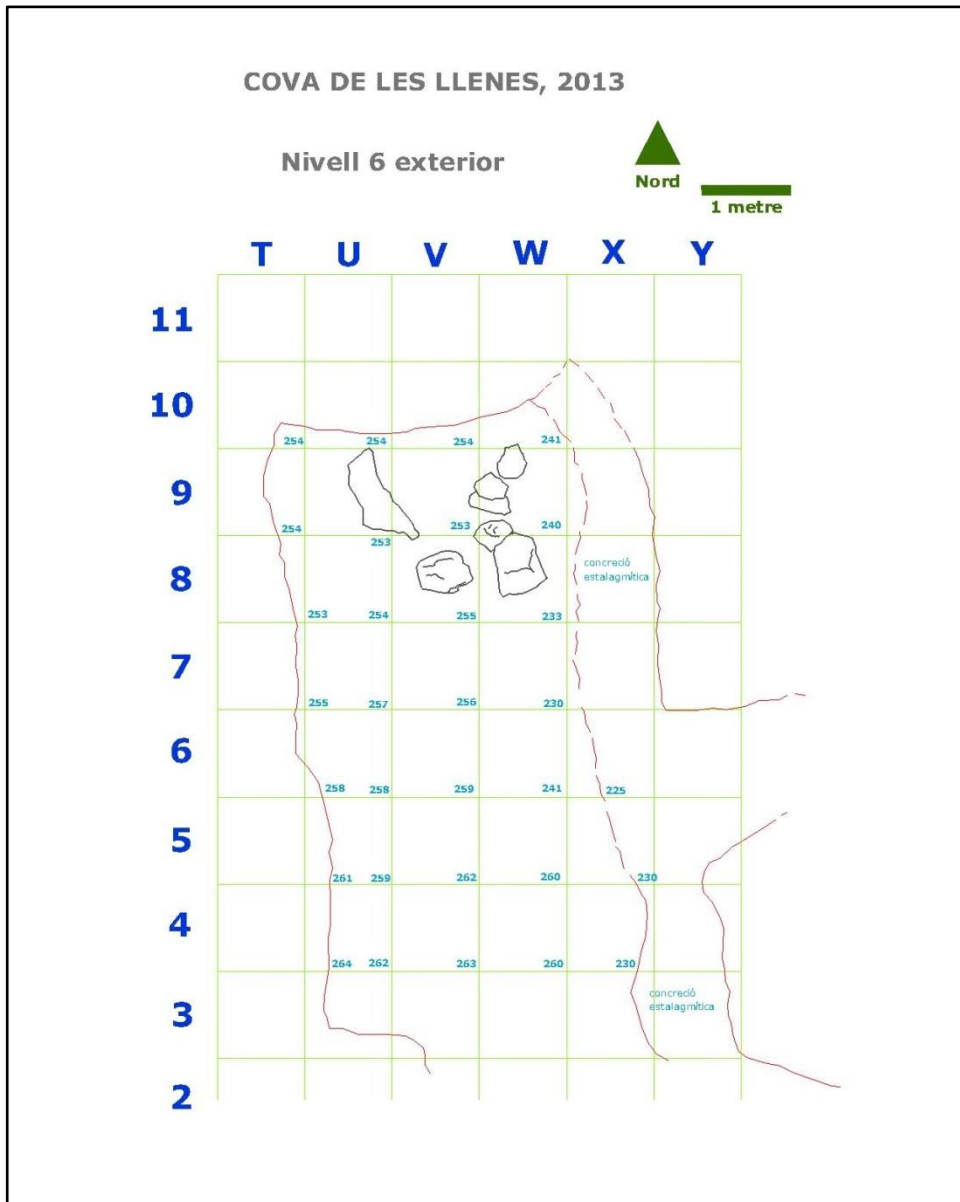 COVA DE LES LLENES, 2013
Nivell 6 exterior
Nord
1 metre
T U V W X Y
11
10
254 254 254 241
9
254 253 253 240
concreció
estalagmítica
8
253 254 255 233
7
255 257 256 230
6
258 258 259 241 225
5
261 259 262 260 230
4
264 262 263 260 230
concreció
estalagmítica
3
2